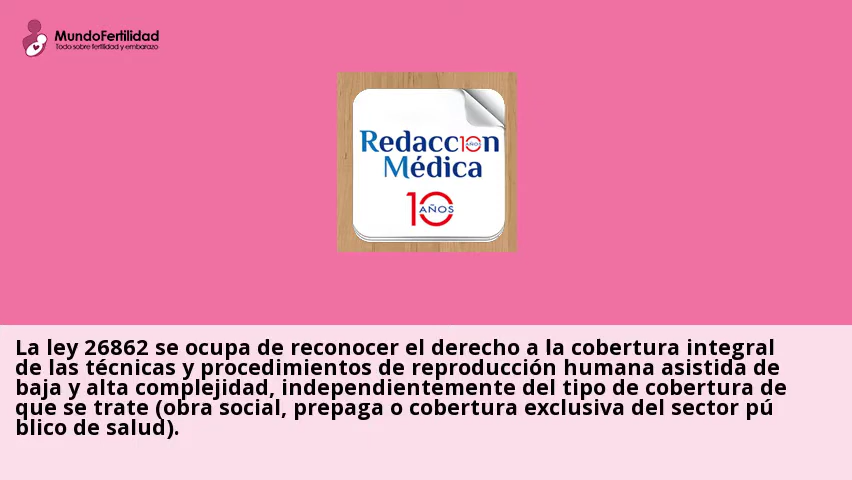 MundoFertilidad
Todo sobre fertilidad y embarazo
Redacc10n
AÑOS
Médica
10
AÑOS
La ley 26862 se ocupa de reconocer el derecho a la cobertura integral
de las técnicas y procedimientos de reproducción humana asistida de
baja y alta complejidad, independientemente del tipo de cobertura de
que se trate (obra social, prepaga o cobertura exclusiva del sector pú
blico de salud).